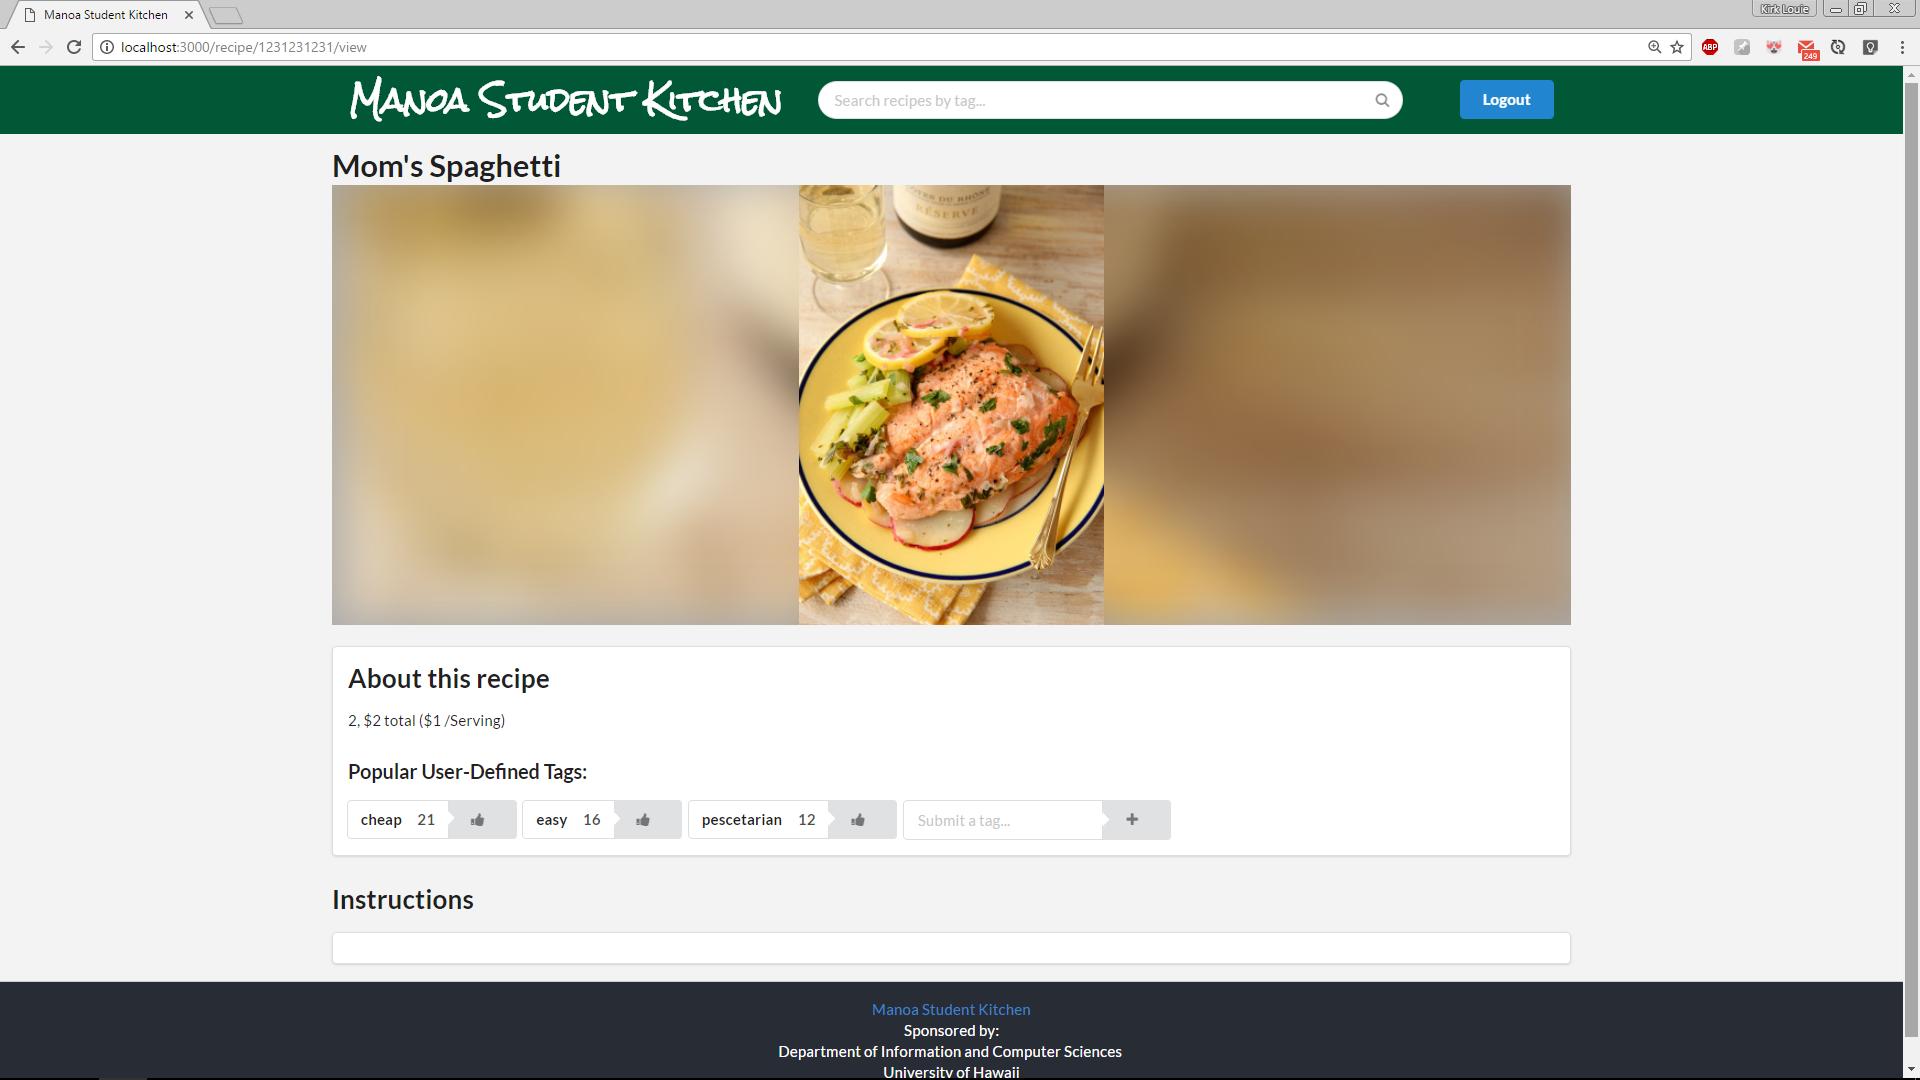 Manoa Student Kitchen
Kirk Louie
localhost:3000/recipe/1231231231/view
ABP
249
Manoa Student Kitchen
Search recipes by tag...
Logout
Mom's Spaghetti
CÔTES DU RHÔNE
RÉSERVE
About this recipe
2, $2 total ($1 /Serving)
Popular User-Defined Tags:
cheap 21
easy 16
pescetarian 12
Submit a tag...
Instructions
Manoa Student Kitchen
Sponsored by:
Department of Information and Computer Sciences
University of Hawaii